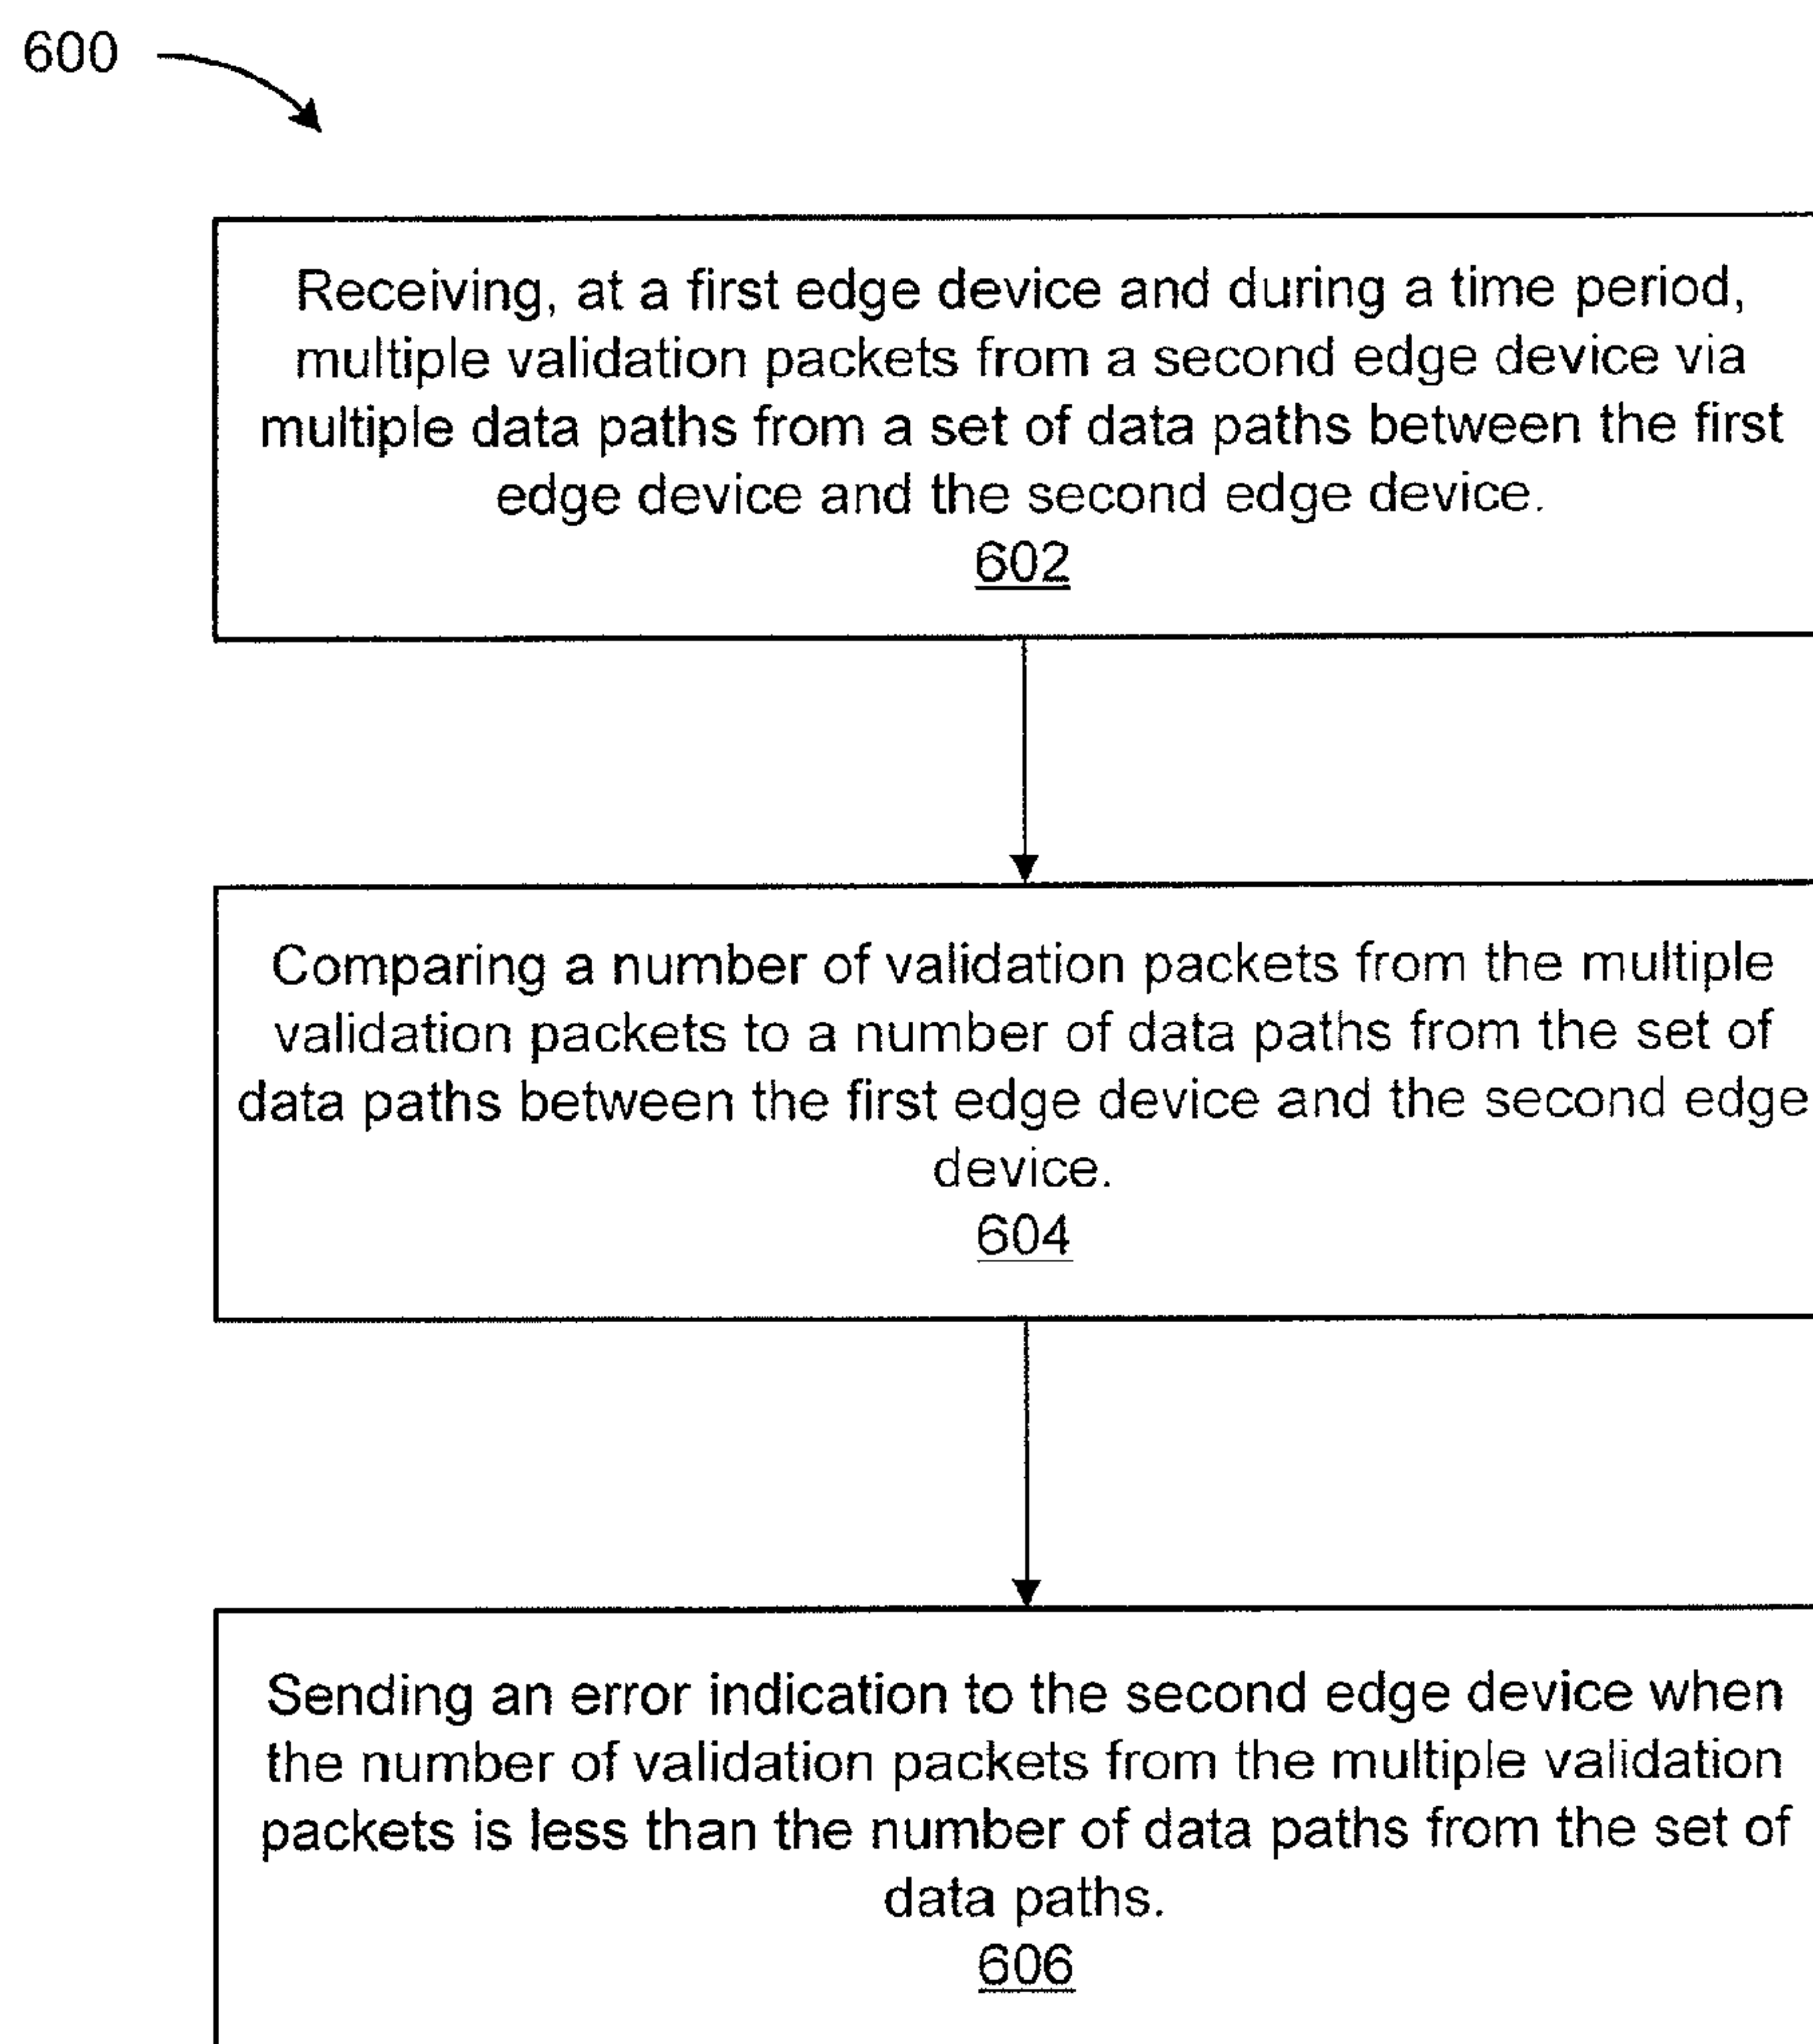 600
Receiving, at a first edge device and during a time period,
multiple validation packets from a second edge device via
multiple data paths from a set of data paths between the first
edge device and the second edge device.
602
Comparing a number of validation packets from the multiple
validation packets to a number of data paths from the set of
data paths between the first edge device and the second edge
device.
604
Sending an error indication to the second edge device when
the number of validation packets from the multiple validation
packets is less than the number of data paths from the set of
data paths.
606